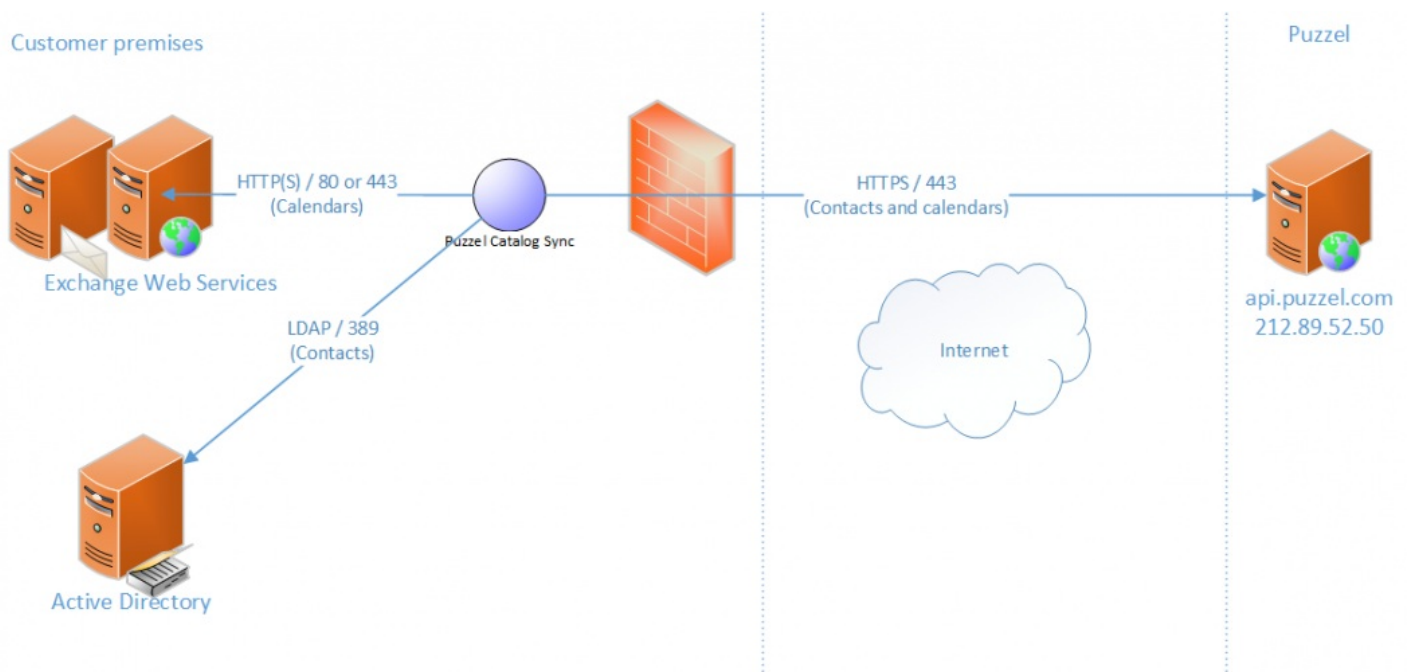 Customer premises
Puzzel
HTTP(S) / 80 or 443
(Calendars)
HTTPS / 443
(Contacts and calendars)
Puzzel Catalog Sync
Exchange Web Services
api.puzzel.com
212.89.52.50
LDAP / 389
(Contacts)
Internet
Active Directory